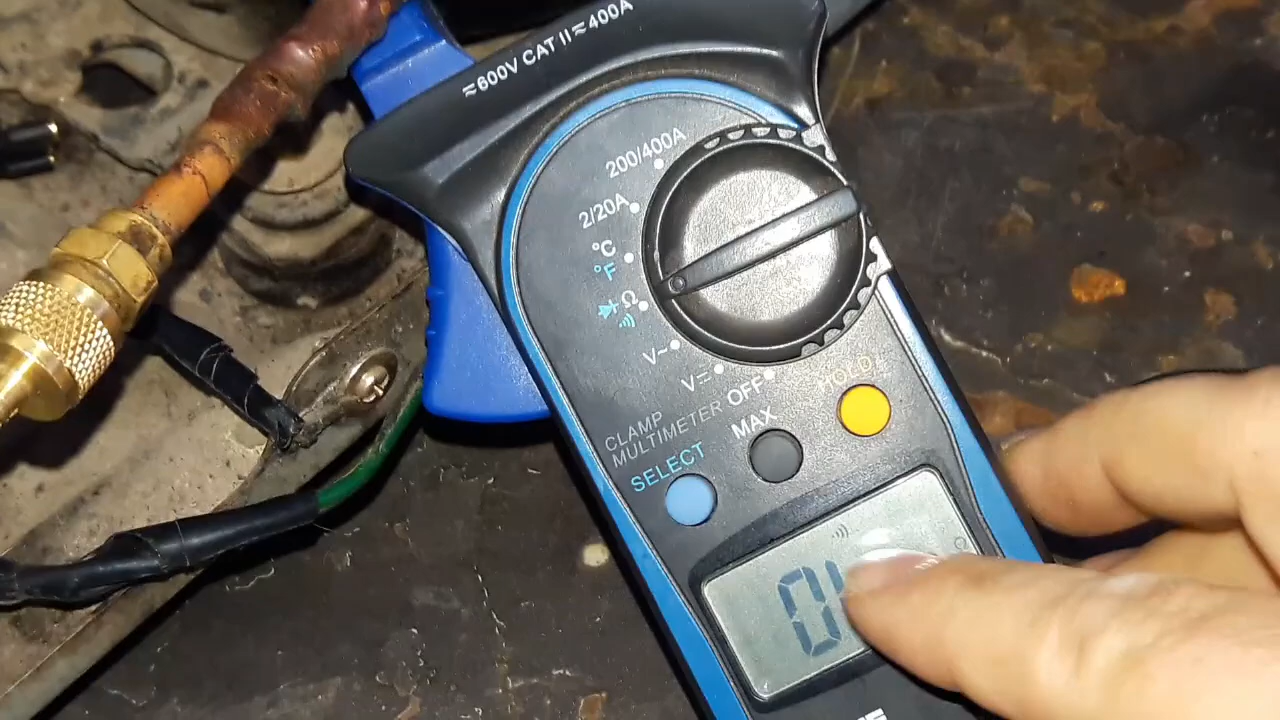 ≂600V CAT II ≂400A
200/400A
2/20A
°C
°F
Ω
V~
V⎓
OFF
HOLD
CLAMP
MULTIMETER
MAX
SELECT